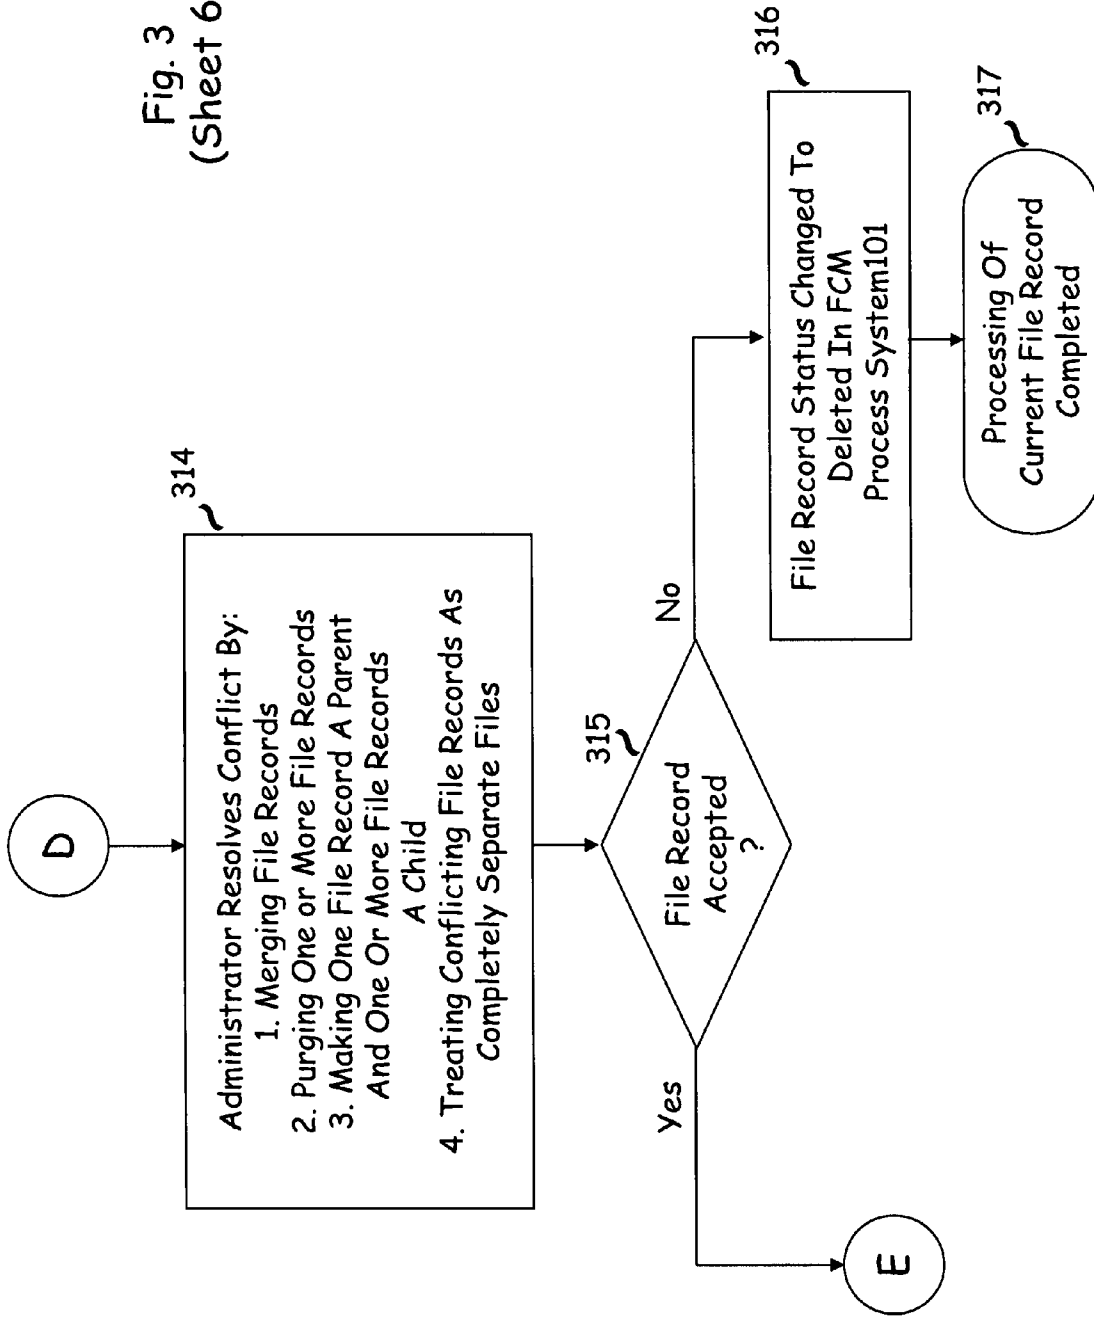 Fig. 3
(Sheet 6
D
314
Administrator Resolves Conflict By:
1. Merging File Records
2. Purging One or More File Records
3. Making One File Record A Parent
And One Or More File Records
A Child
4. Treating Conflicting File Records As
Completely Separate Files
315
File Record
Accepted
?
Yes
No
E
316
File Record Status Changed To
Deleted In FCM
Process System101
317
Processing Of
Current File Record
Completed